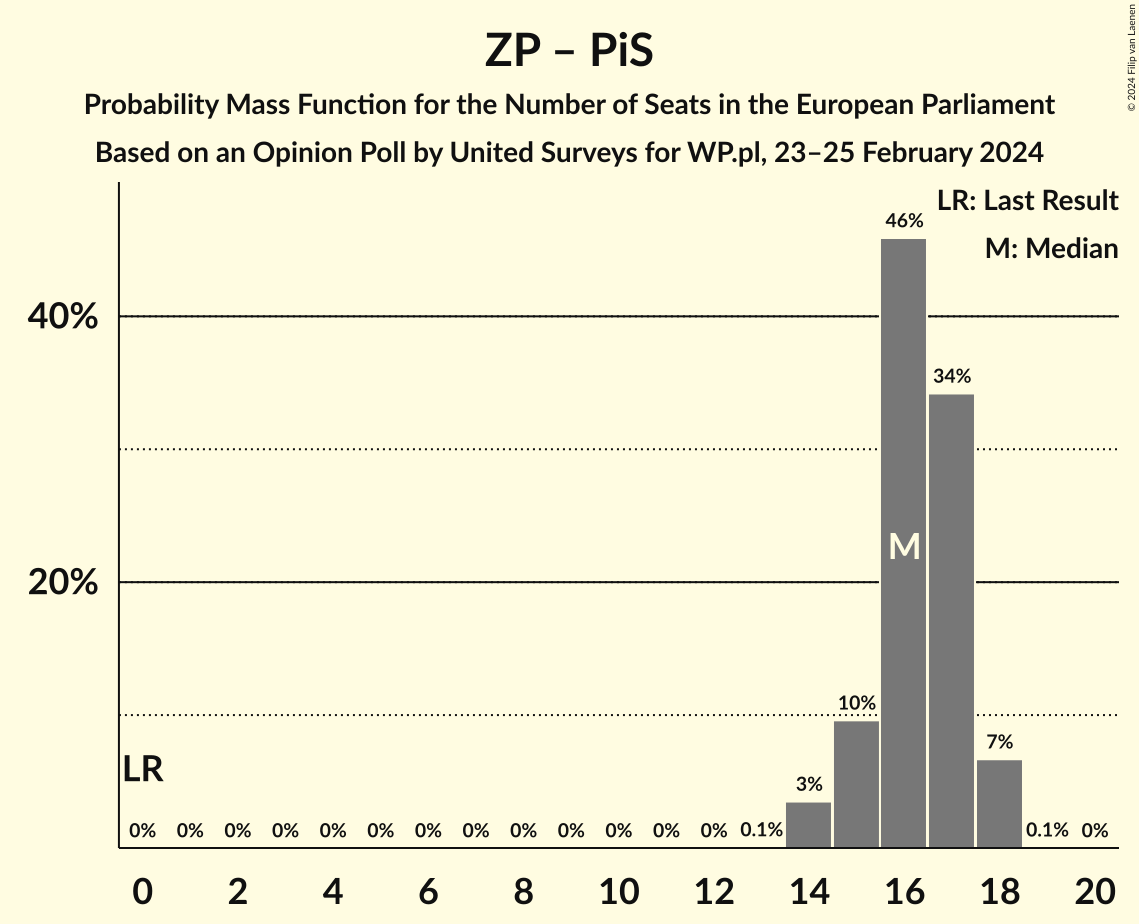 ZP – PiS
Probability Mass Function for the Number of Seats in the European Parliament
Based on an Opinion Poll by United Surveys for WP.pl, 23–25 February 2024
© 2024 Filip van Laenen
LR: Last Result
M: Median
40%
20%
46%
34%
M
10%
7%
3%
LR
0% 0% 0% 0% 0% 0% 0% 0% 0% 0% 0% 0% 0% 0.1% 0.1% 0%
0 2 4 6 8 10 12 14 16 18 20